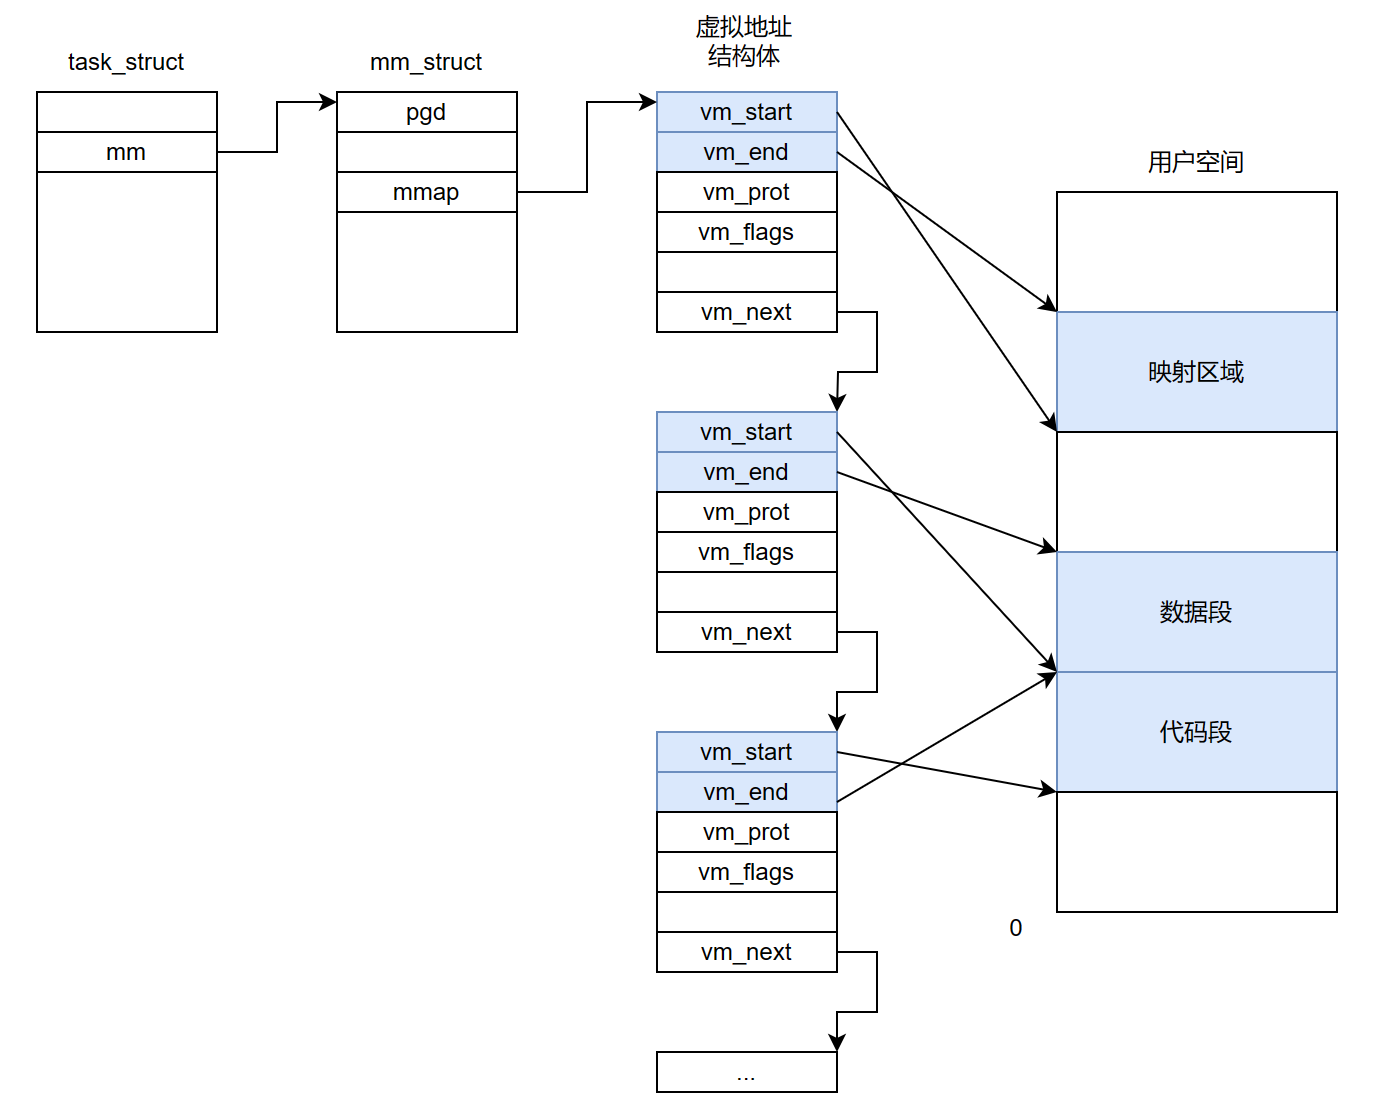 task_struct
mm
mm_struct
pgd
mmap
虚拟地址
结构体
vm_start
vm_end
vm_prot
vm_flags
vm_next
vm_start
vm_end
vm_prot
vm_flags
vm_next
vm_start
vm_end
vm_prot
vm_flags
vm_next
...
用户空间
映射区域
数据段
代码段
0